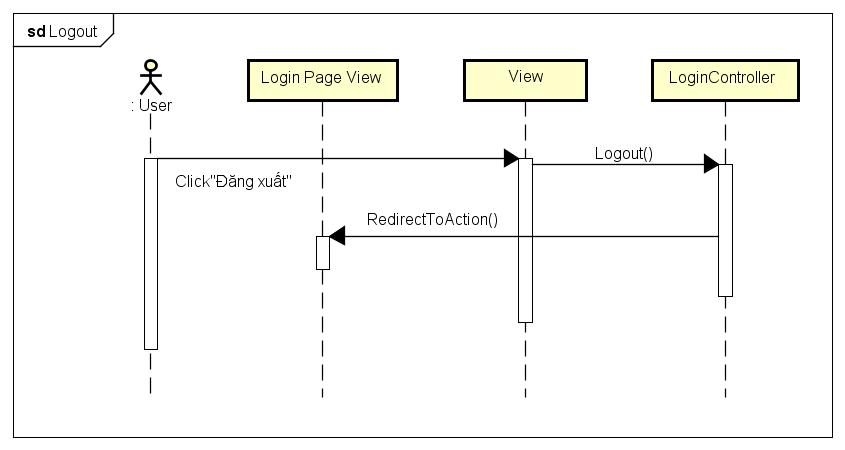 sd Logout
: User
Login Page View
View
LoginController
Logout()
Click"Đăng xuất"
RedirectToAction()